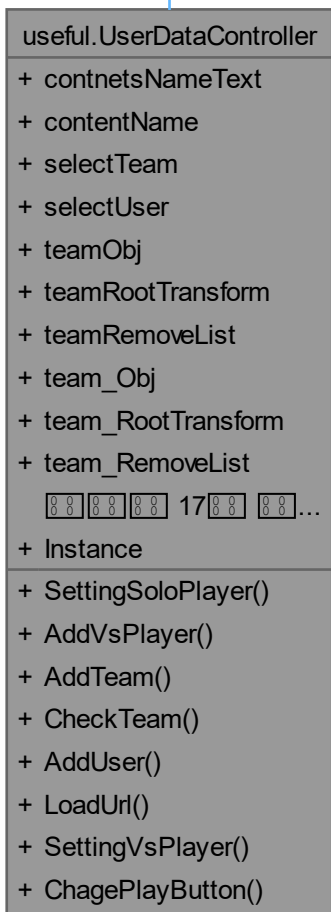 useful.UserDataController
+ contnetsNameText
+ contentName
+ selectTeam
+ selectUser
+ teamObj
+ teamRootTransform
+ teamRemoveList
+ team_Obj
+ team_RootTransform
+ team_RemoveList
17 ...
+ Instance
+ SettingSoloPlayer()
+ AddVsPlayer()
+ AddTeam()
+ CheckTeam()
+ AddUser()
+ LoadUrl()
+ SettingVsPlayer()
+ ChagePlayButton()